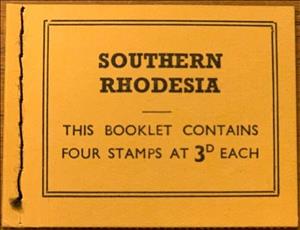 SOUTHERN
RHODESIA
THIS BOOKLET CONTAINS
FOUR STAMPS AT 3D EACH